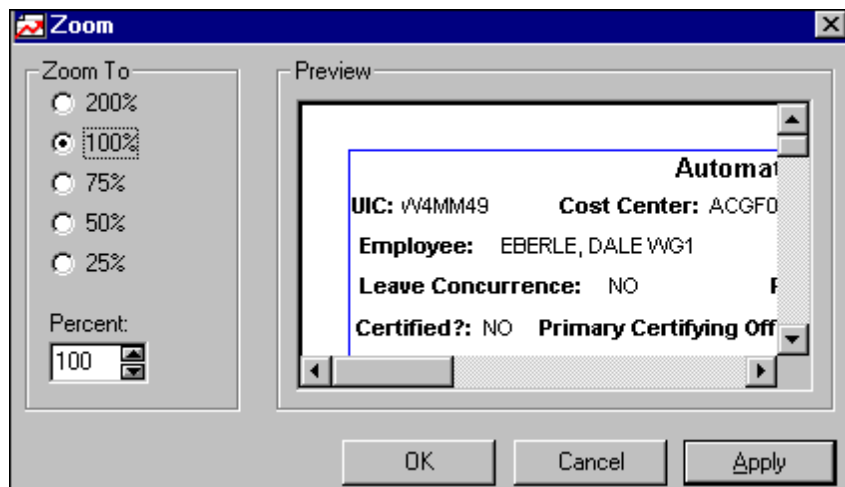 Zoom
Zoom To
200%
100%
75%
50%
25%
Percent:
100
Preview
Automat
UIC: W4MM49 Cost Center: ACGF0
Employee: EBERLE, DALE WG1
Leave Concurrence: NO
Certified?: NO Primary Certifying Off
OK Cancel Apply